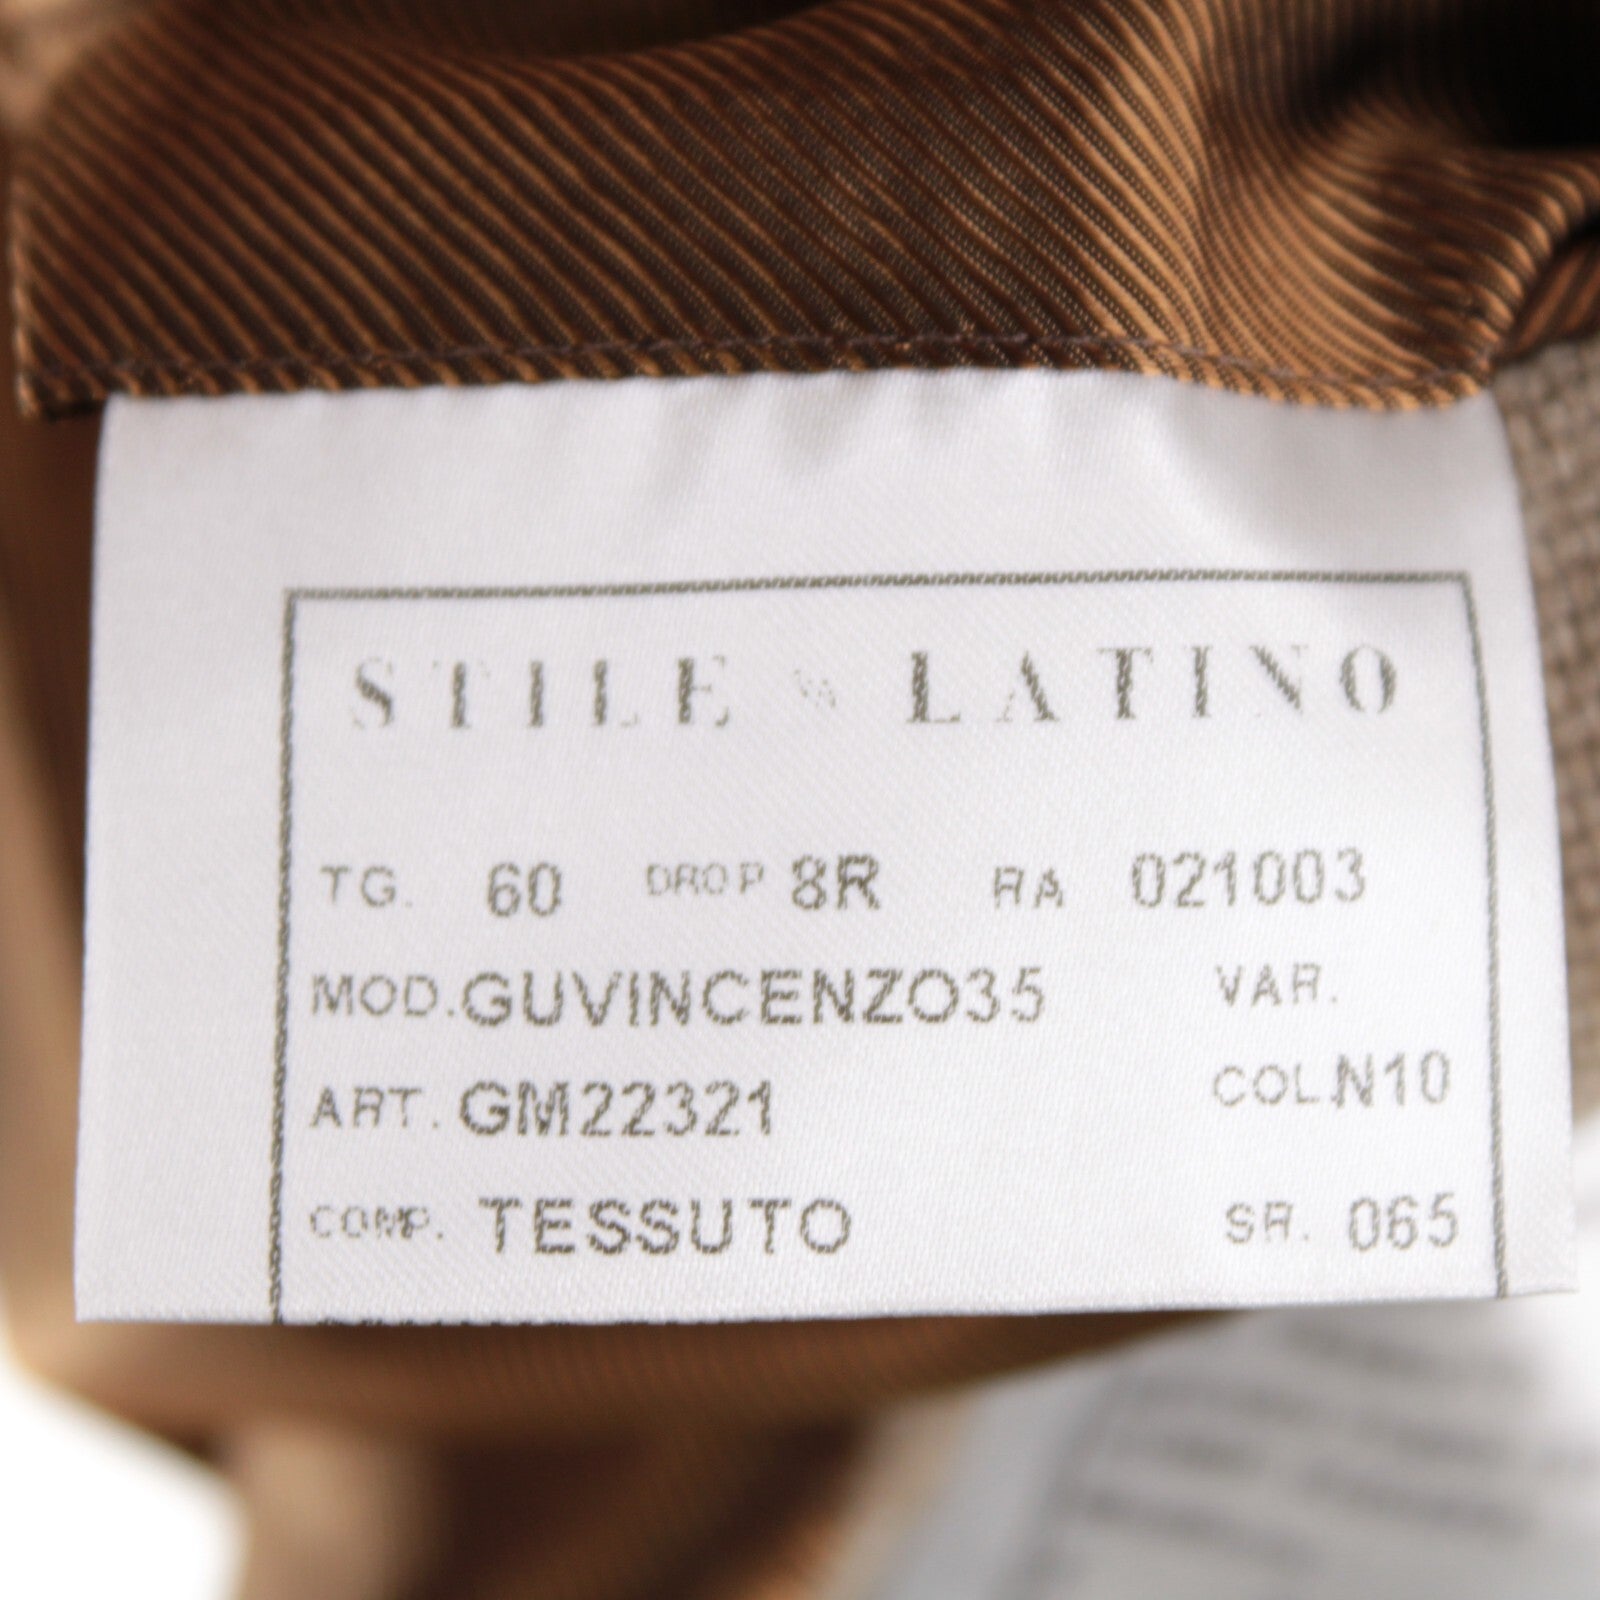 STILE LATINO
TG. 60 DROP 8R RA 021003
MOD.GUVINCENZO35 VAR.
ART. GM22321 COL.N10
COMP. TESSUTO SR. 065